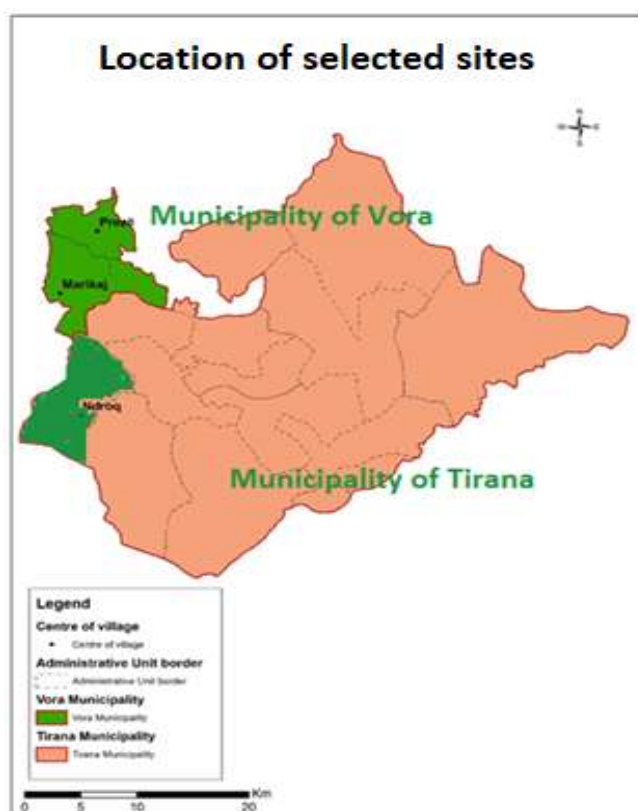 Location of selected sites
Municipality of Vora
Prezë
Marikaj
Ndroq
Municipality of Tirana
Legend
Centre of village
Centre of village
Administrative Unit border
Administrative Unit border
Vora Municipality
Vora Municipality
Tirana Municipality
Tirana Municipality
Km
0 5 10 20